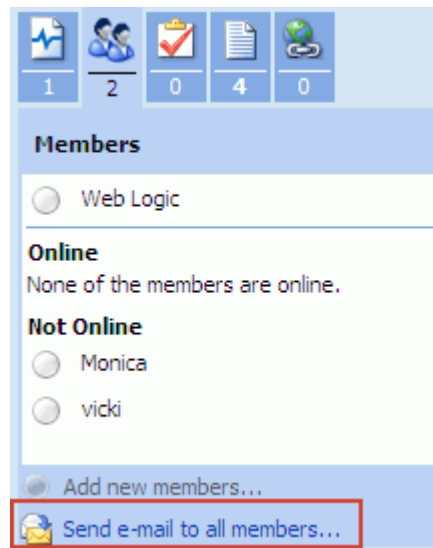 1 2 0 4 0
Members
Web Logic
Online
None of the members are online.
Not Online
Monica
vicki
Add new members...
Send e-mail to all members...